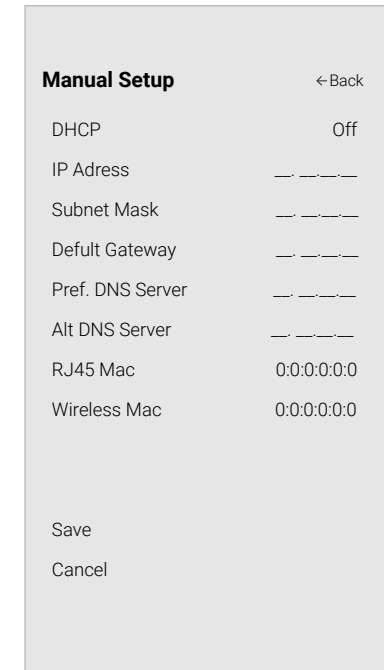 Manual Setup ←Back
DHCP Off
IP Adress __. __.__.__
Subnet Mask __. __.__.__
Defult Gateway __. __.__.__
Pref. DNS Server __. __.__.__
Alt DNS Server __. __.__.__
RJ45 Mac 0:0:0:0:0:0
Wireless Mac 0:0:0:0:0:0
Save
Cancel